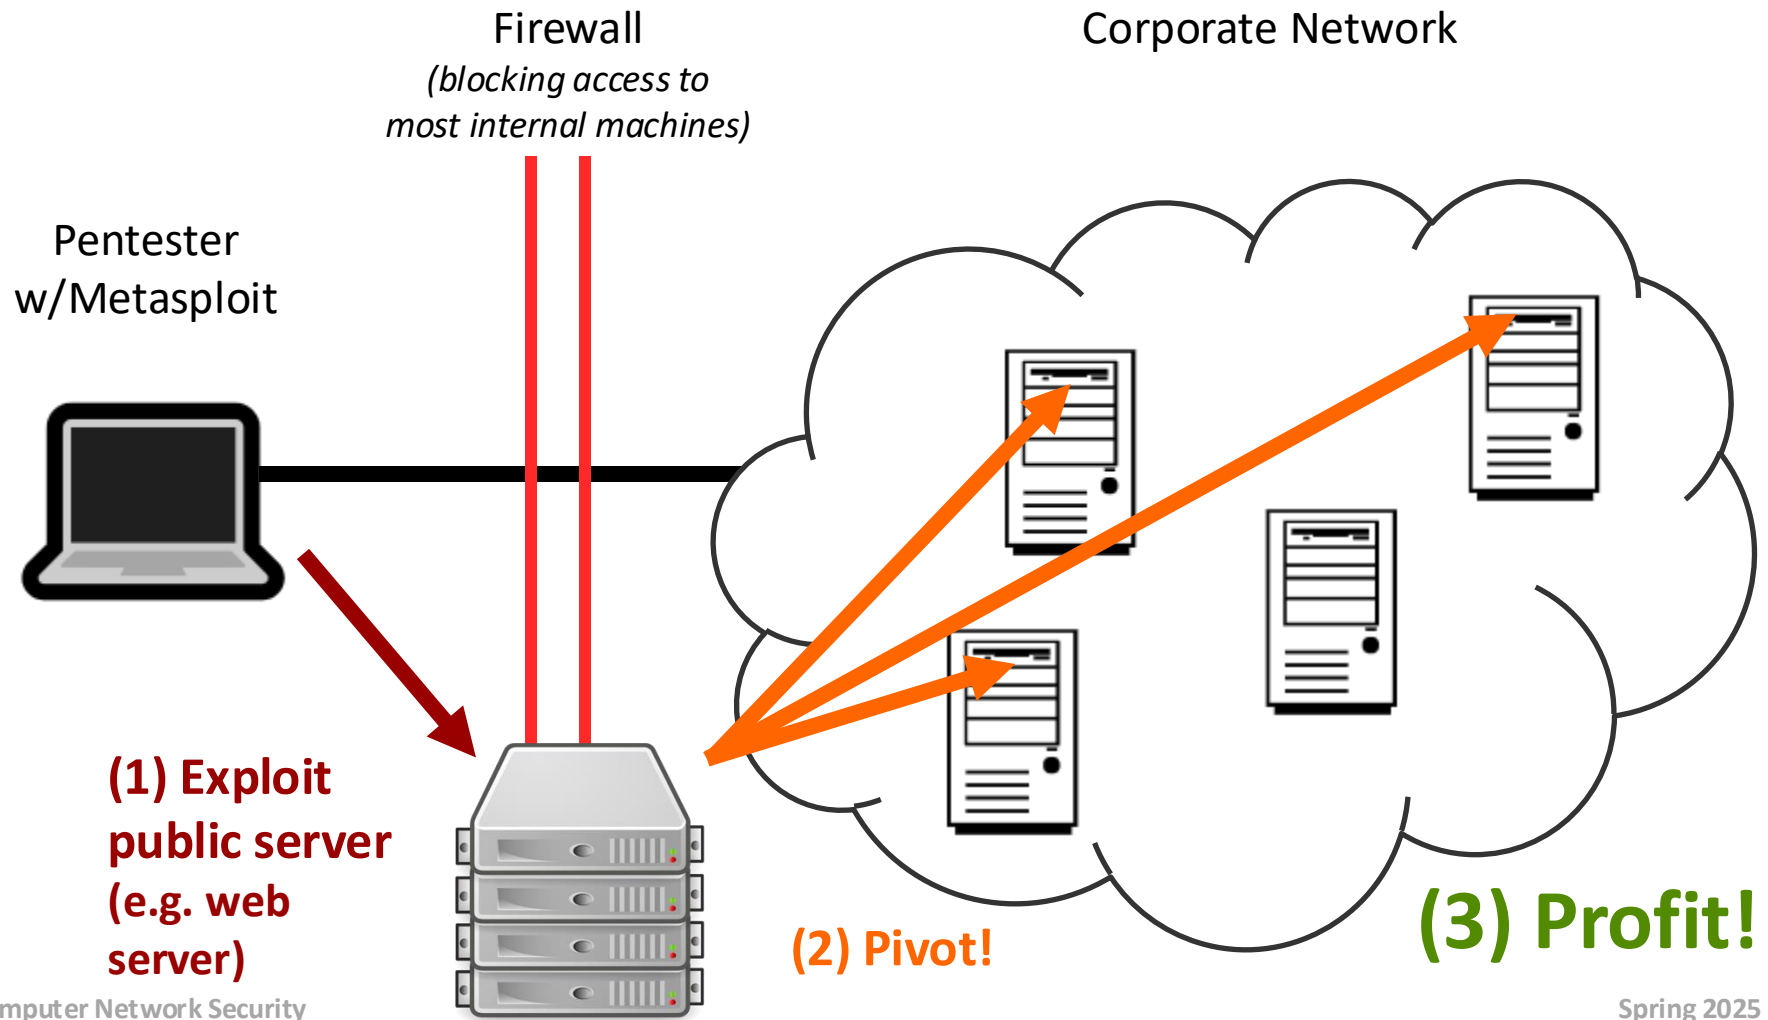 Firewall
(blocking access to
most internal machines)
Corporate Network
Pentester
w/Metasploit
(1) Exploit
public server
(e.g. web
server)
(2) Pivot!
(3) Profit!
mputer Network Security
Spring 2025